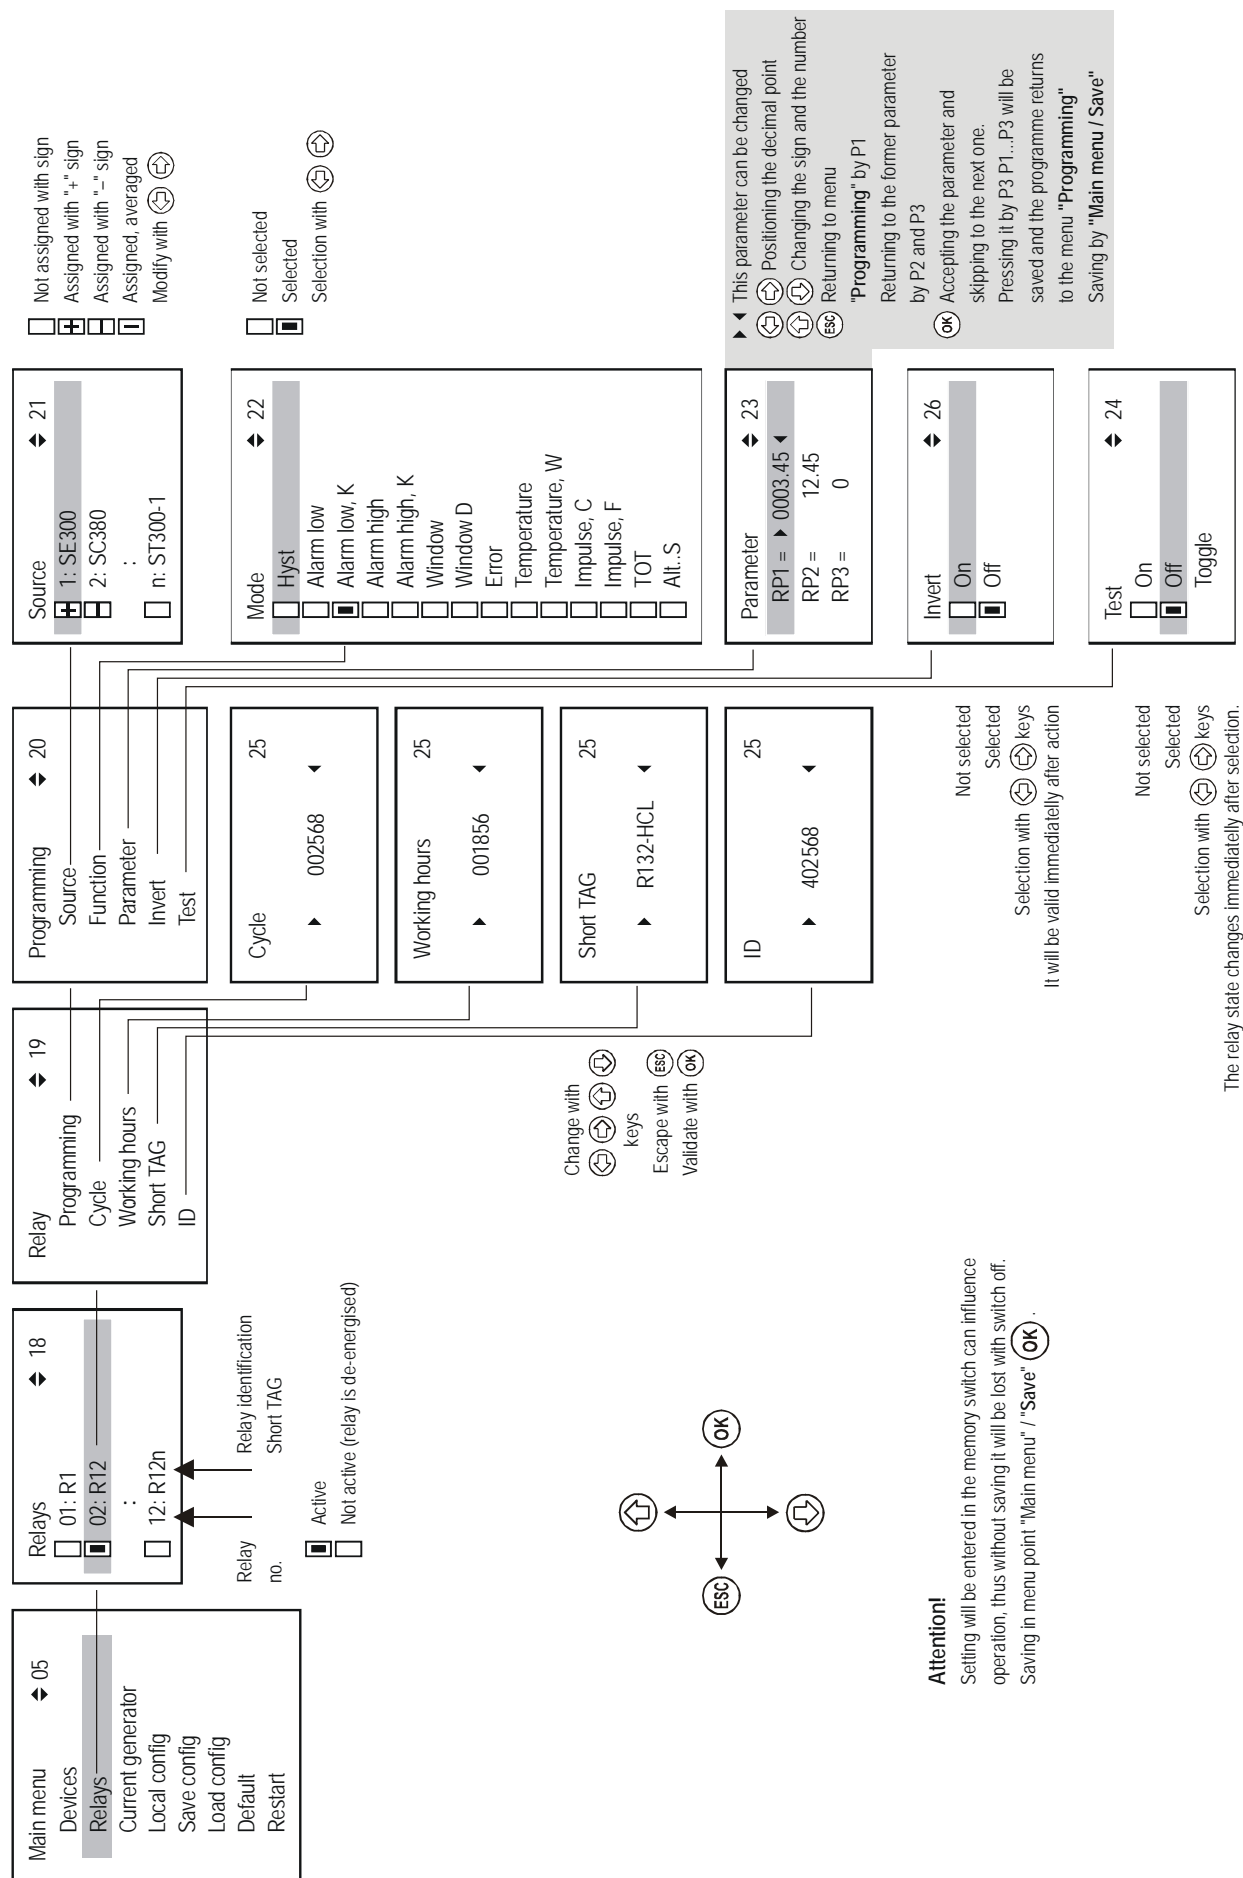 Main menu 05
Devices
Relays
Current generator
Local config
Save config
Load config
Default
Restart
Relays 18
01: R1
02: R12
:
12: R12n
Relay
no.
Relay identification
Short TAG
Active
Not active (relay is de-energised)
Relay 19
Programming
Cycle
Working hours
Short TAG
ID
Programming 20
Source
Function
Parameter
Invert
Test
Cycle 25
002568
Working hours 25
001856
Short TAG 25
R132-HCL
ID 25
402568
Change with
keys
Escape with ESC
Validate with OK
Source 21
1: SE300
2: SC380
:
n: ST300-1
Not assigned with sign
Assigned with "+" sign
Assigned with "–" sign
Assigned, averaged
Modify with
Mode 22
Hyst
Alarm low
Alarm low, K
Alarm high
Alarm high, K
Window
Window D
Error
Temperature
Temperature, W
Impulse, C
Impulse, F
TOT
Alt..S
Not selected
Selected
Selection with
Parameter 23
RP1 = 0003.45
RP2 = 12.45
RP3 = 0
This parameter can be changed
Positioning the decimal point
Changing the sign and the number
ESC Returning to menu
"Programming" by P1
Returning to the former parameter
by P2 and P3
OK Accepting the parameter and
skipping to the next one.
Pressing it by P3 P1...P3 will be
saved and the programme returns
to the menu "Programming"
Saving by "Main menu / Save"
Invert 26
On
Off
Not selected
Selected
Selection with keys
It will be valid immediatelly after action
Test 24
On
Off
Toggle
Not selected
Selected
Selection with keys
The relay state changes immediatelly after selection.
ESC
OK
Attention!
Setting will be entered in the memory switch can influence
operation, thus without saving it will be lost with switch off.
Saving in menu point "Main menu" / "Save" OK .